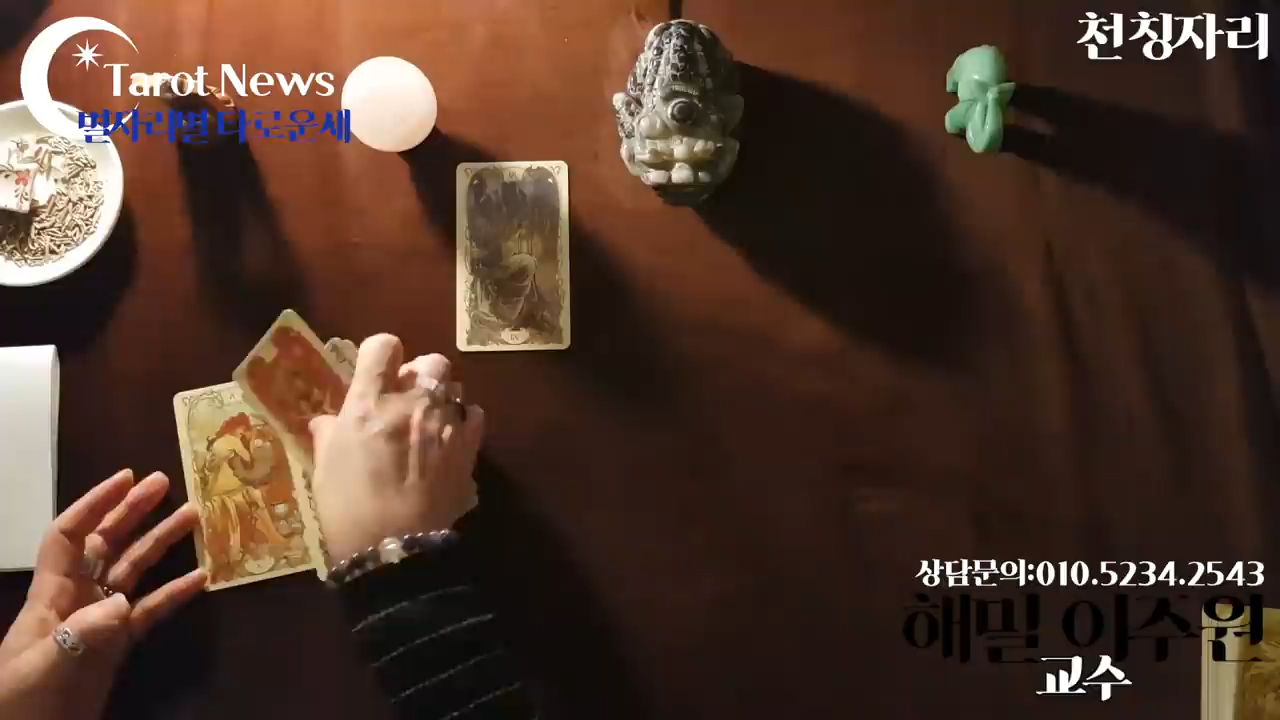 Tarot News
별자리별 타로운세
천칭자리
상담문의:010.5234.2543
해밀 이주원
교수